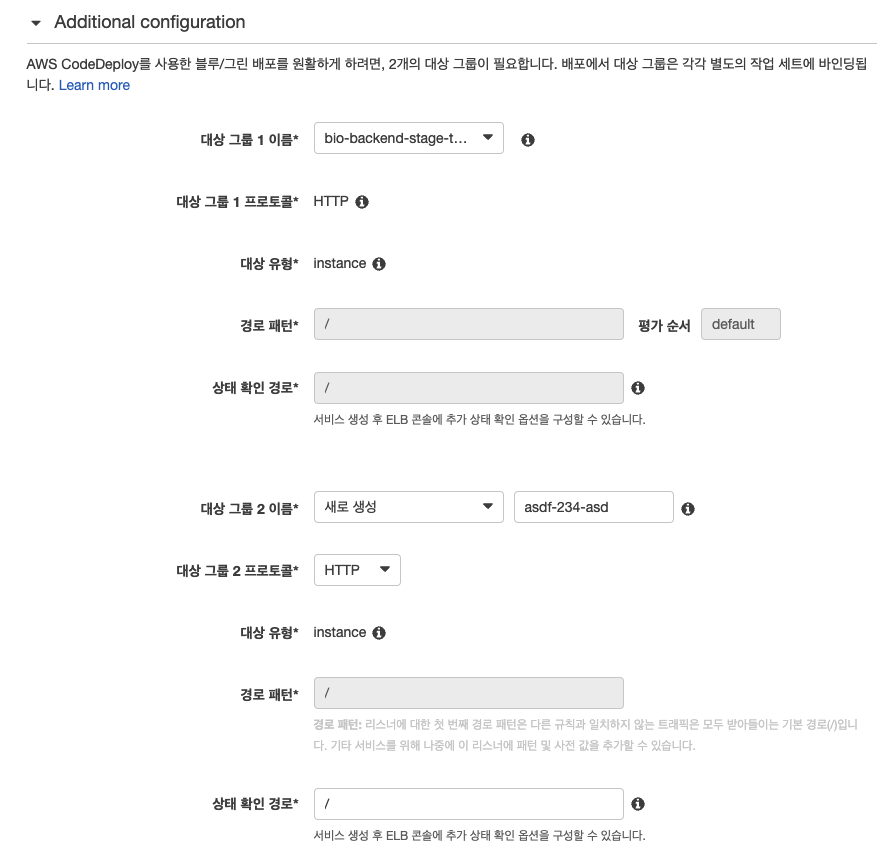 Additional configuration
AWS CodeDeploy를 사용한 블루/그린 배포를 원활하게 하려면, 2개의 대상 그룹이 필요합니다. 배포에서 대상 그룹은 각각 별도의 작업 세트에 바인딩됩
니다. Learn more
대상 그룹 1 이름* bio-backend-stage-t...
대상 그룹 1 프로토콜* HTTP
대상 유형* instance
경로 패턴* / 평가 순서 default
상태 확인 경로* /
서비스 생성 후 ELB 콘솔에 추가 상태 확인 옵션을 구성할 수 있습니다.
대상 그룹 2 이름* 새로 생성 asdf-234-asd
대상 그룹 2 프로토콜* HTTP
대상 유형* instance
경로 패턴* /
경로 패턴: 리스너에 대한 첫 번째 경로 패턴은 다른 규칙과 일치하지 않는 트래픽은 모두 받아들이는 기본 경로(/)입니
다. 기타 서비스를 위해 나중에 이 리스너에 패턴 및 사전 값을 추가할 수 있습니다.
상태 확인 경로* /
서비스 생성 후 ELB 콘솔에 추가 상태 확인 옵션을 구성할 수 있습니다.